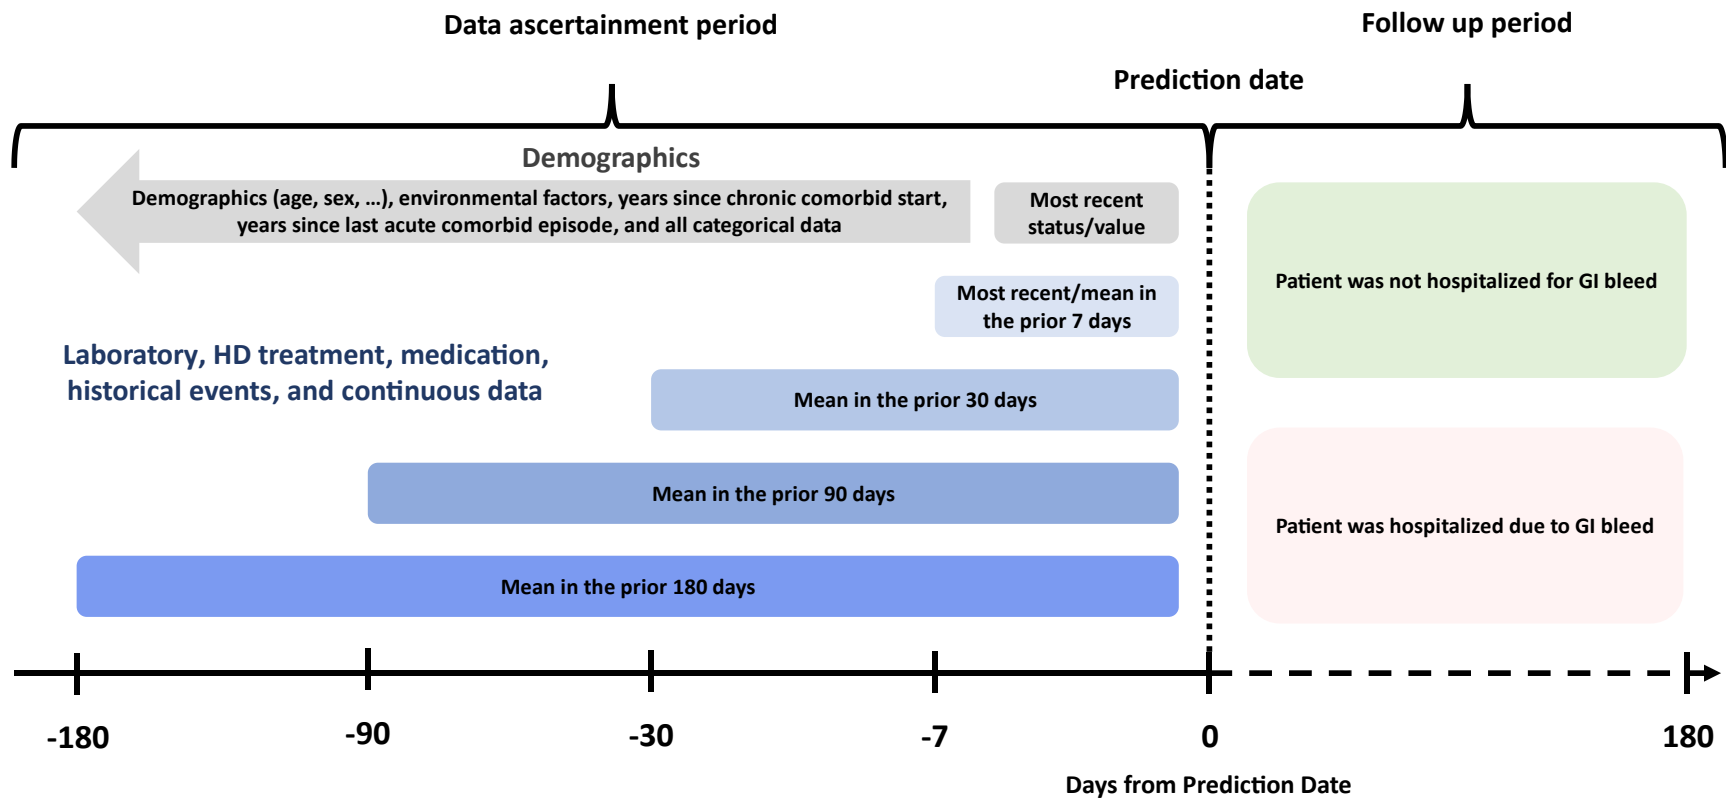 Data ascertainment period
Follow up period
Prediction date
Demographics
Demographics (age, sex, ...), environmental factors, years since chronic comorbid start,
years since last acute comorbid episode, and all categorical data
Most recent
status/value
Most recent/mean in
the prior 7 days
Patient was not hospitalized for GI bleed
Laboratory, HD treatment, medication,
historical events, and continuous data
Mean in the prior 30 days
Mean in the prior 90 days
Patient was hospitalized due to GI bleed
Mean in the prior 180 days
-180
-90
-30
-7
0
180
Days from Prediction Date